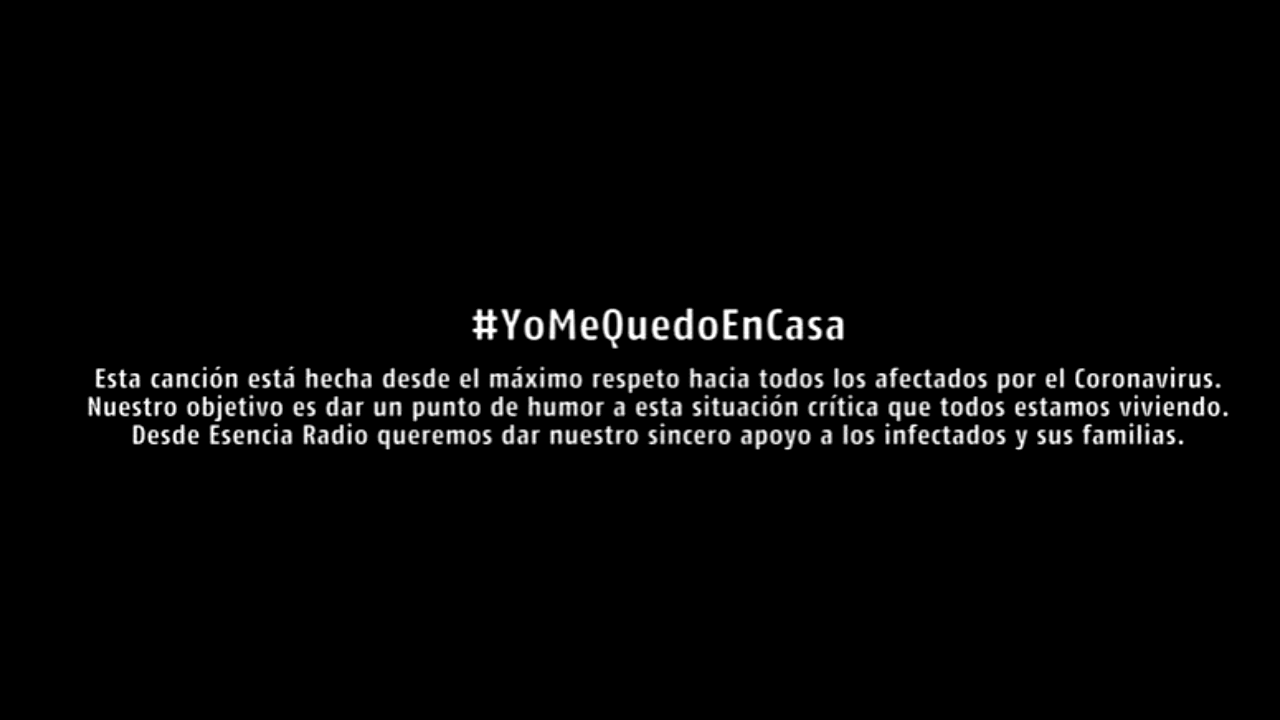 #YoMeQuedoEnCasa
Esta canción está hecha desde el máximo respeto hacia todos los afectados por el Coronavirus.
Nuestro objetivo es dar un punto de humor a esta situación crítica que todos estamos viviendo.
Desde Esencia Radio queremos dar nuestro sincero apoyo a los infectados y sus familias.